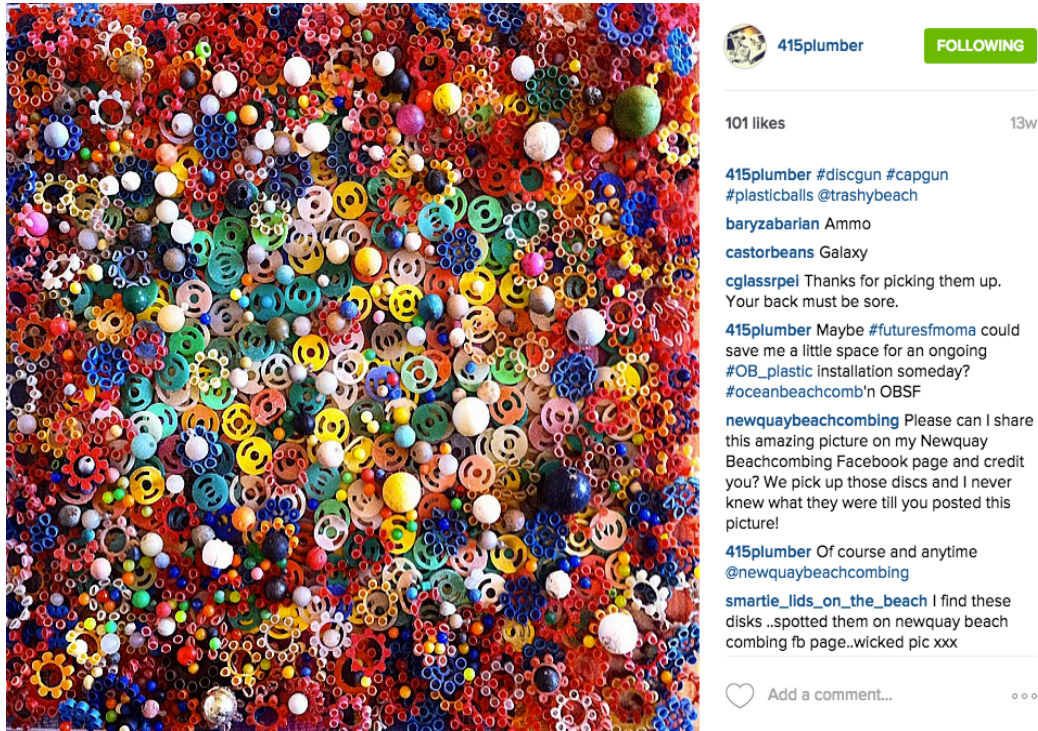 415plumber
FOLLOWING
101 likes
13w
415plumber #discgun #capgun
#plasticballs @trashybeach
baryzabarian Ammo
castorbeans Galaxy
cglassrpei Thanks for picking them up.
Your back must be sore.
415plumber Maybe #futuresfmoma could
save me a little space for an ongoing
#OB_plastic installation someday?
#oceanbeachcomb'n OBSF
newquaybeachcombing Please can I share
this amazing picture on my Newquay
Beachcombing Facebook page and credit
you? We pick up those discs and I never
knew what they were till you posted this
picture!
415plumber Of course and anytime
@newquaybeachcombing
smartie_lids_on_the_beach I find these
disks ..spotted them on newquay beach
combing fb page..wicked pic xxx
Add a comment...